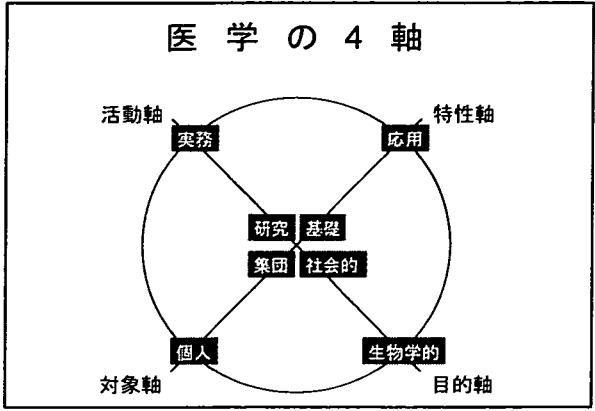 医学の4軸
活動軸
特性軸
実務
応用
研究
基礎
集団
社会的
個人
生物学的
対象軸
目的軸